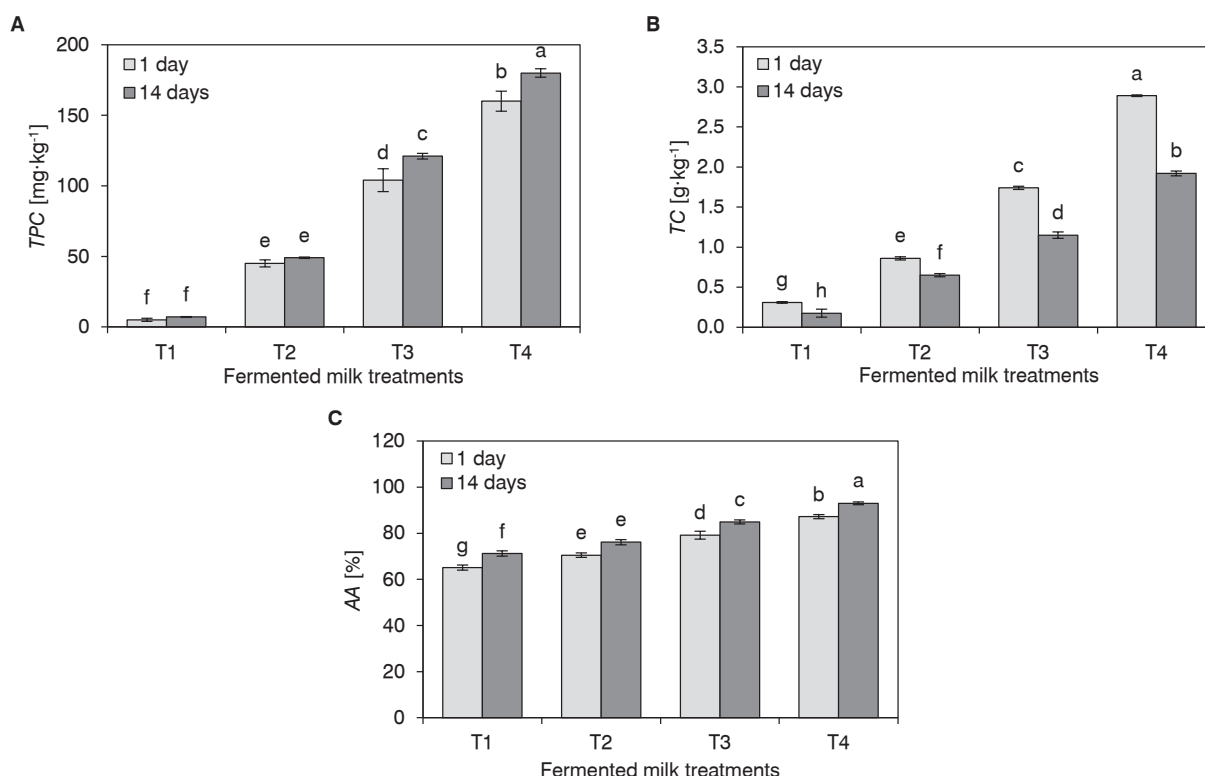 A
TPC [mg·kg⁻¹]
200
150
100
50
0
1 day
14 days
f f
e e
d c
b a
T1 T2 T3 T4
Fermented milk treatments
B
TC [g·kg⁻¹]
3.5
3.0
2.5
2.0
1.5
1.0
0.5
0.0
1 day
14 days
g h
e f
c d
a b
T1 T2 T3 T4
Fermented milk treatments
C
AA [%]
120
100
80
60
40
20
0
1 day
14 days
g f
e e
d c
b a
T1 T2 T3 T4
Fermented milk treatments